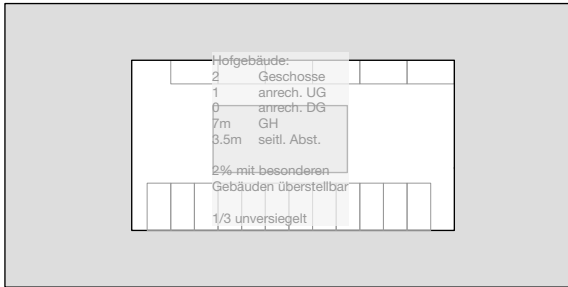 Hofgebäude:
2 Geschosse
1 anrech. UG
0 anrech. DG
7m GH
3.5m seitl. Abst.
2% mit besonderen
Gebäuden überstellbar
1/3 unversiegelt